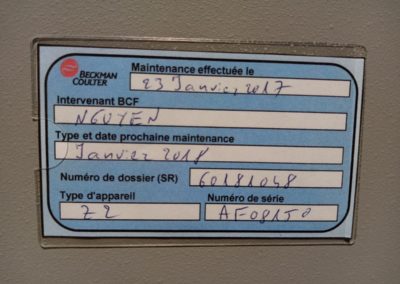 BECKMAN
COULTER
Maintenance effectuée le
23 Janvier 2017
Intervenant BCF
NGUYEN
Type et date prochaine maintenance
Janvier 2018
Numéro de dossier (SR) 60181048
Type d'appareil
Numéro de série
Z2